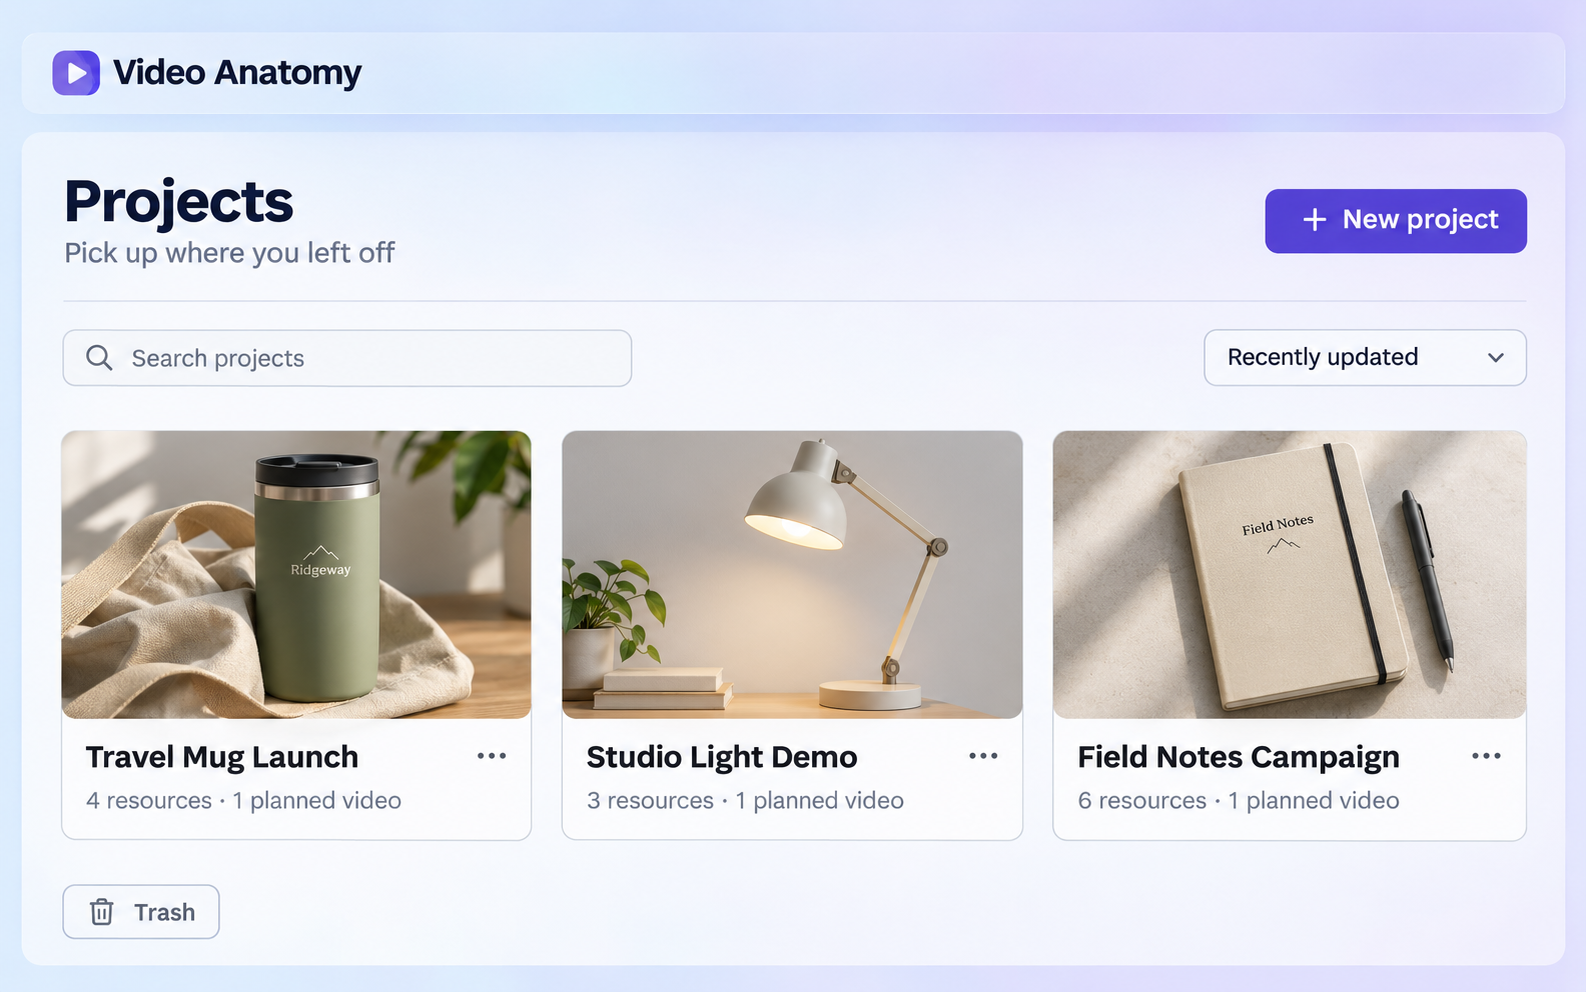 Video Anatomy
Projects
Pick up where you left off
+ New project
Search projects
Recently updated
Ridgeway
Field Notes
Travel Mug Launch
4 resources · 1 planned video
Studio Light Demo
3 resources · 1 planned video
Field Notes Campaign
6 resources · 1 planned video
Trash